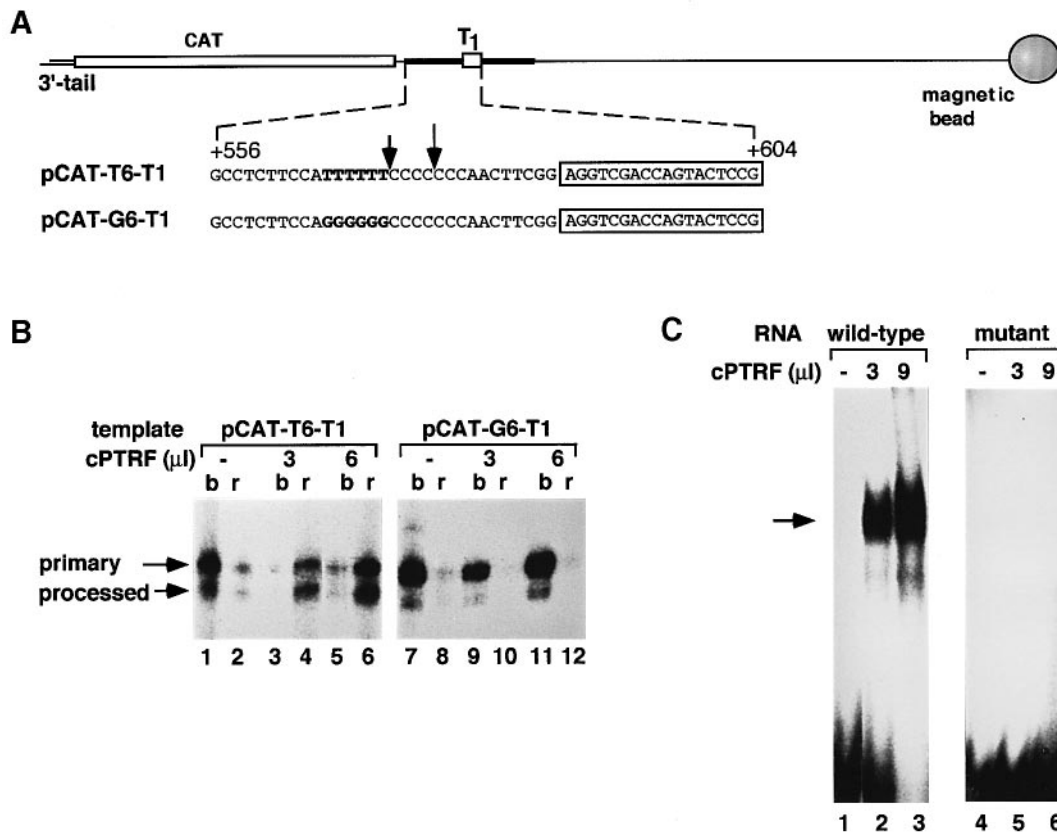 A
CAT
T1
3'-tail
magnetic
bead
+556
+604
pCAT-T6-T1
GCCTCTTCCATTTTTTCCCCCCCAACTTCGG AGGTCGACCAGTACTCCG
pCAT-G6-T1
GCCTCTTCCAGGGGGGCCCCCCCAACTTCGG AGGTCGACCAGTACTCCG
B
template pCAT-T6-T1 pCAT-G6-T1
cPTRF (µl) - 3 6 - 3 6
b r b r b r b r b r b r
primary
processed
1 2 3 4 5 6 7 8 9 10 11 12
C
RNA wild-type mutant
cPTRF (µl) - 3 9 - 3 9
1 2 3 4 5 6